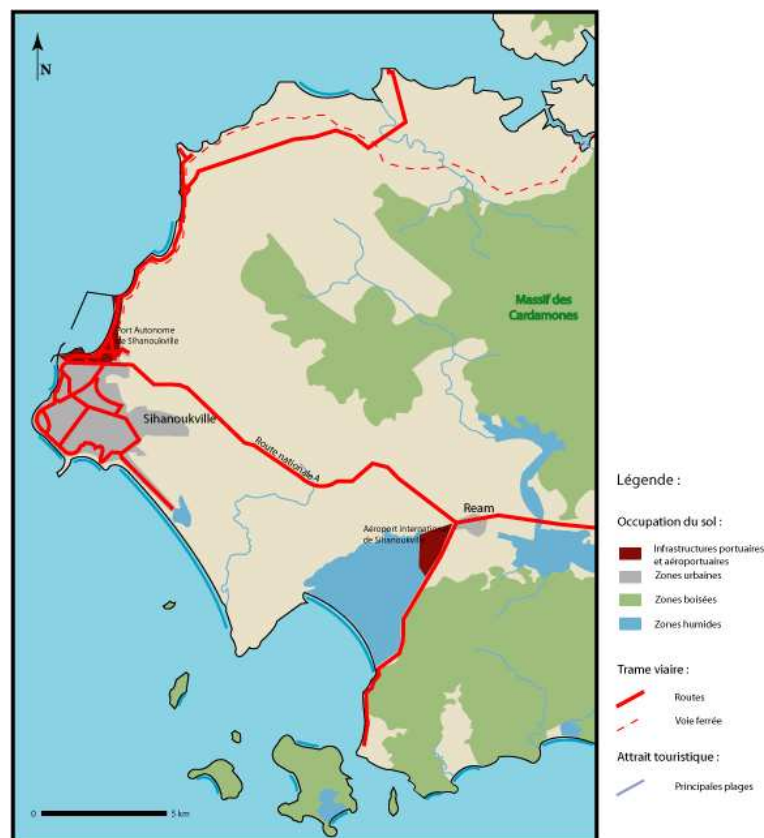 N
Massif des
Cardamones
Port Autonome
de Sihanoukville
Sihanoukville
Route nationale 4
Ream
Aéroport international
de Sihanoukville
0 5 km
Légende :
Occupation du sol :
Infrastructures portuaires
et aéroportuaires
Zones urbaines
Zones boisées
Zones humides
Trame viaire :
Routes
Voie ferrée
Attrait touristique :
Principales plages